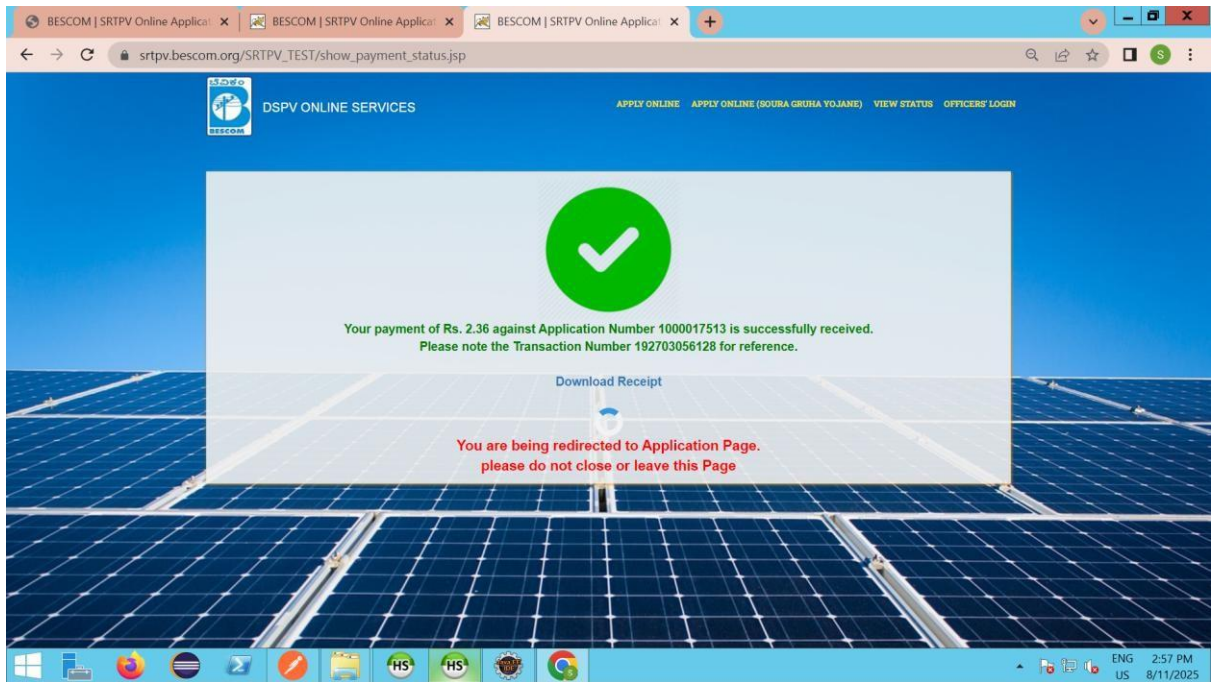 BESCOM | SRTPV Online Applicat
BESCOM | SRTPV Online Applicat
BESCOM | SRTPV Online Applicat
srtpv.bescom.org/SRTPV_TEST/show_payment_status.jsp
S
ಬೆವಿಕಂ
BESCOM
DSPV ONLINE SERVICES
APPLY ONLINE APPLY ONLINE (SOURA GRUHA YOJANE) VIEW STATUS OFFICERS' LOGIN
Your payment of Rs. 2.36 against Application Number 1000017513 is successfully received.
Please note the Transaction Number 192703056128 for reference.
Download Receipt
You are being redirected to Application Page.
please do not close or leave this Page
HS
HS
ENG 2:57 PM
US 8/11/2025